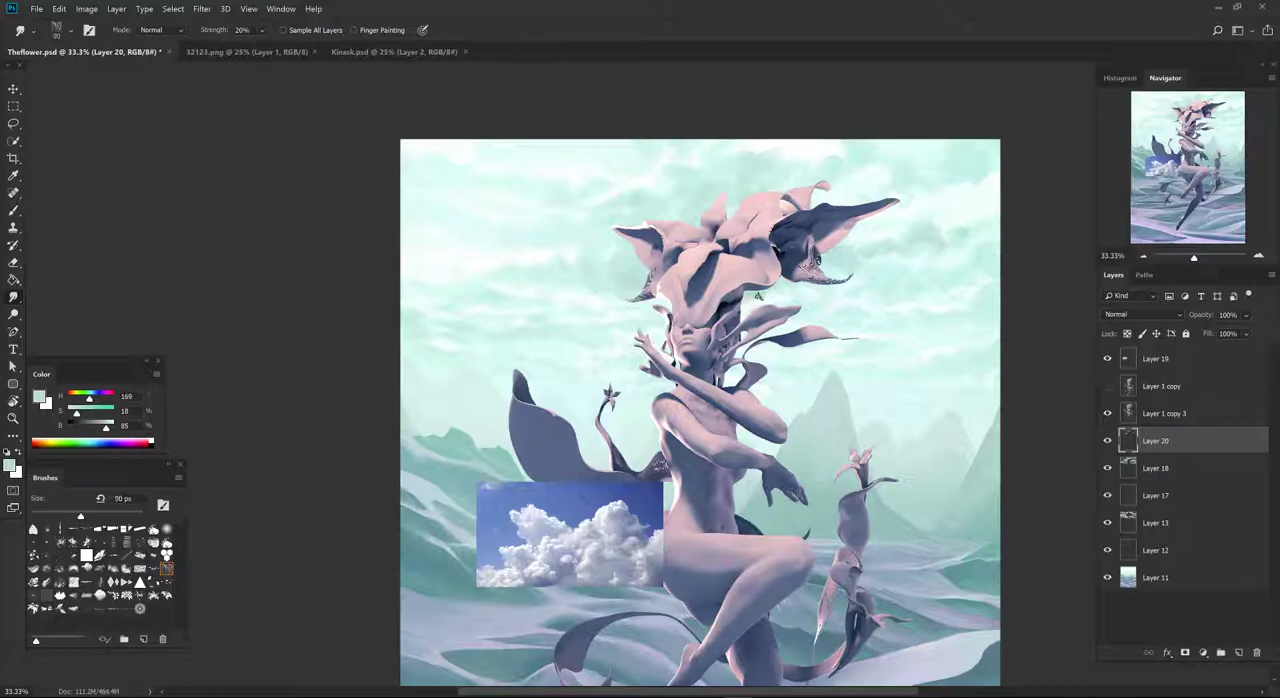 Ps File Edit Image Layer Type Select Filter 3D View Window Help
90 Mode: Normal Strength: 20% Sample All Layers Finger Painting
Theflower.psd @ 33.3% (Layer 20, RGB/8#) * × 32123.png @ 25% (Layer 1, RGB/8) × Kinask.psd @ 25% (Layer 2, RGB/8#) ×
Histogram Navigator
33.33%
Layers Paths
Kind
Normal Opacity: 100%
Lock: Fill: 100%
Layer 19
Layer 1 copy
Layer 1 copy 3
Layer 20
Layer 18
Layer 17
Layer 13
Layer 12
Layer 11
Color
H 169 °
S 18 %
B 85 %
Brushes
Size: 90 px
33.33% Doc: 111.2M/464.4M